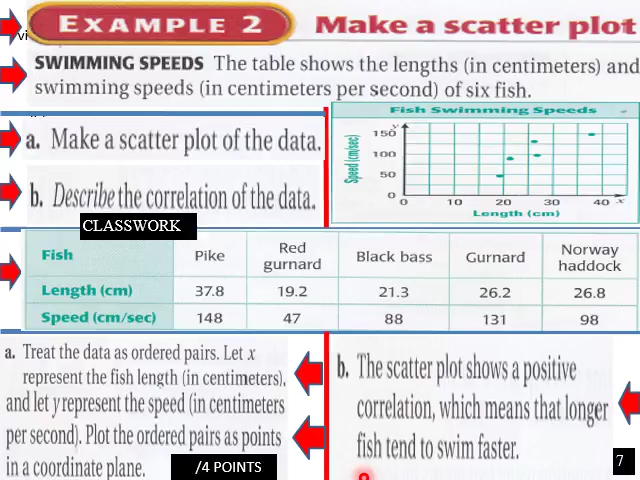 vi
EXAMPLE 2 Make a scatter plot
SWIMMING SPEEDS The table shows the lengths (in centimeters) and
swimming speeds (in centimeters per second) of six fish.
a. Make a scatter plot of the data.
b. Describe the correlation of the data.
Fish Swimming Speeds
Speed (cm/sec)
y
150
100
50
0
0 10 20 30 40 x
Length (cm)
CLASSWORK
Fish Pike Red gurnard Black bass Gurnard Norway haddock
Length (cm) 37.8 19.2 21.3 26.2 26.8
Speed (cm/sec) 148 47 88 131 98
a. Treat the data as ordered pairs. Let x
represent the fish length (in centimeters),
and let y represent the speed (in centimeters
per second). Plot the ordered pairs as points
in a coordinate plane.
/4 POINTS
b. The scatter plot shows a positive
correlation, which means that longer
fish tend to swim faster.
7